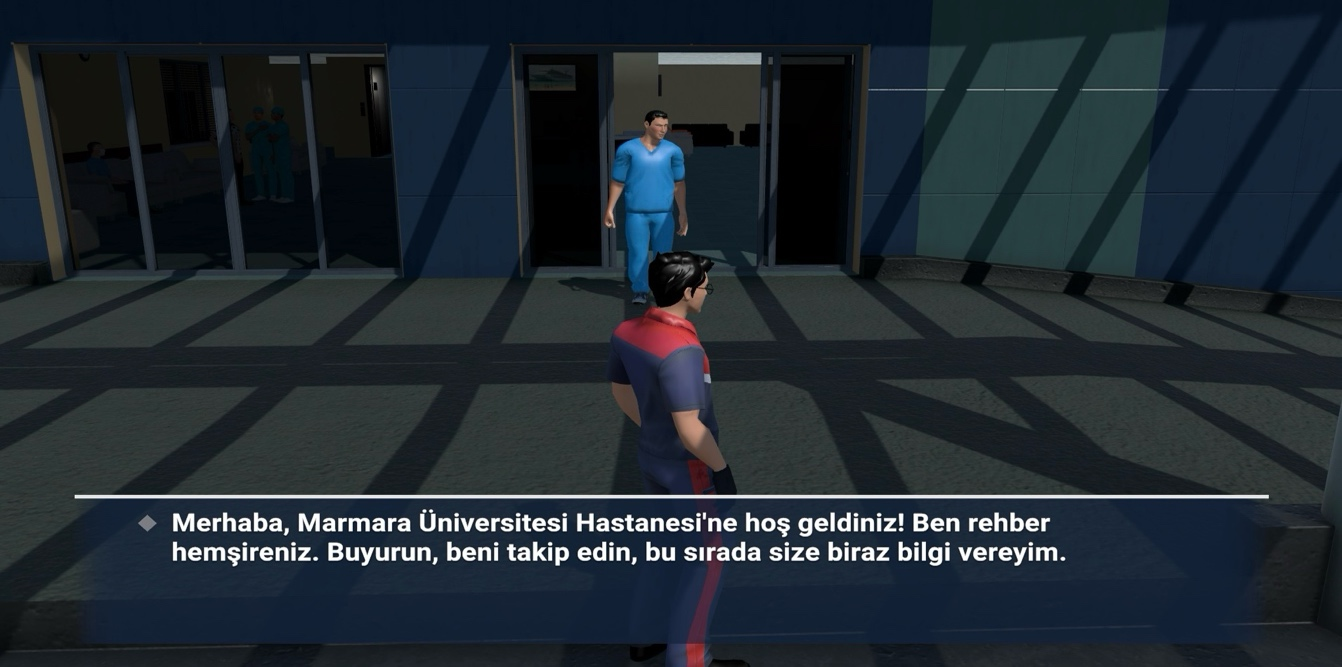 Merhaba, Marmara Üniversitesi Hastanesi'ne hoş geldiniz! Ben rehber
hemşireniz. Buyurun, beni takip edin, bu sırada size biraz bilgi vereyim.